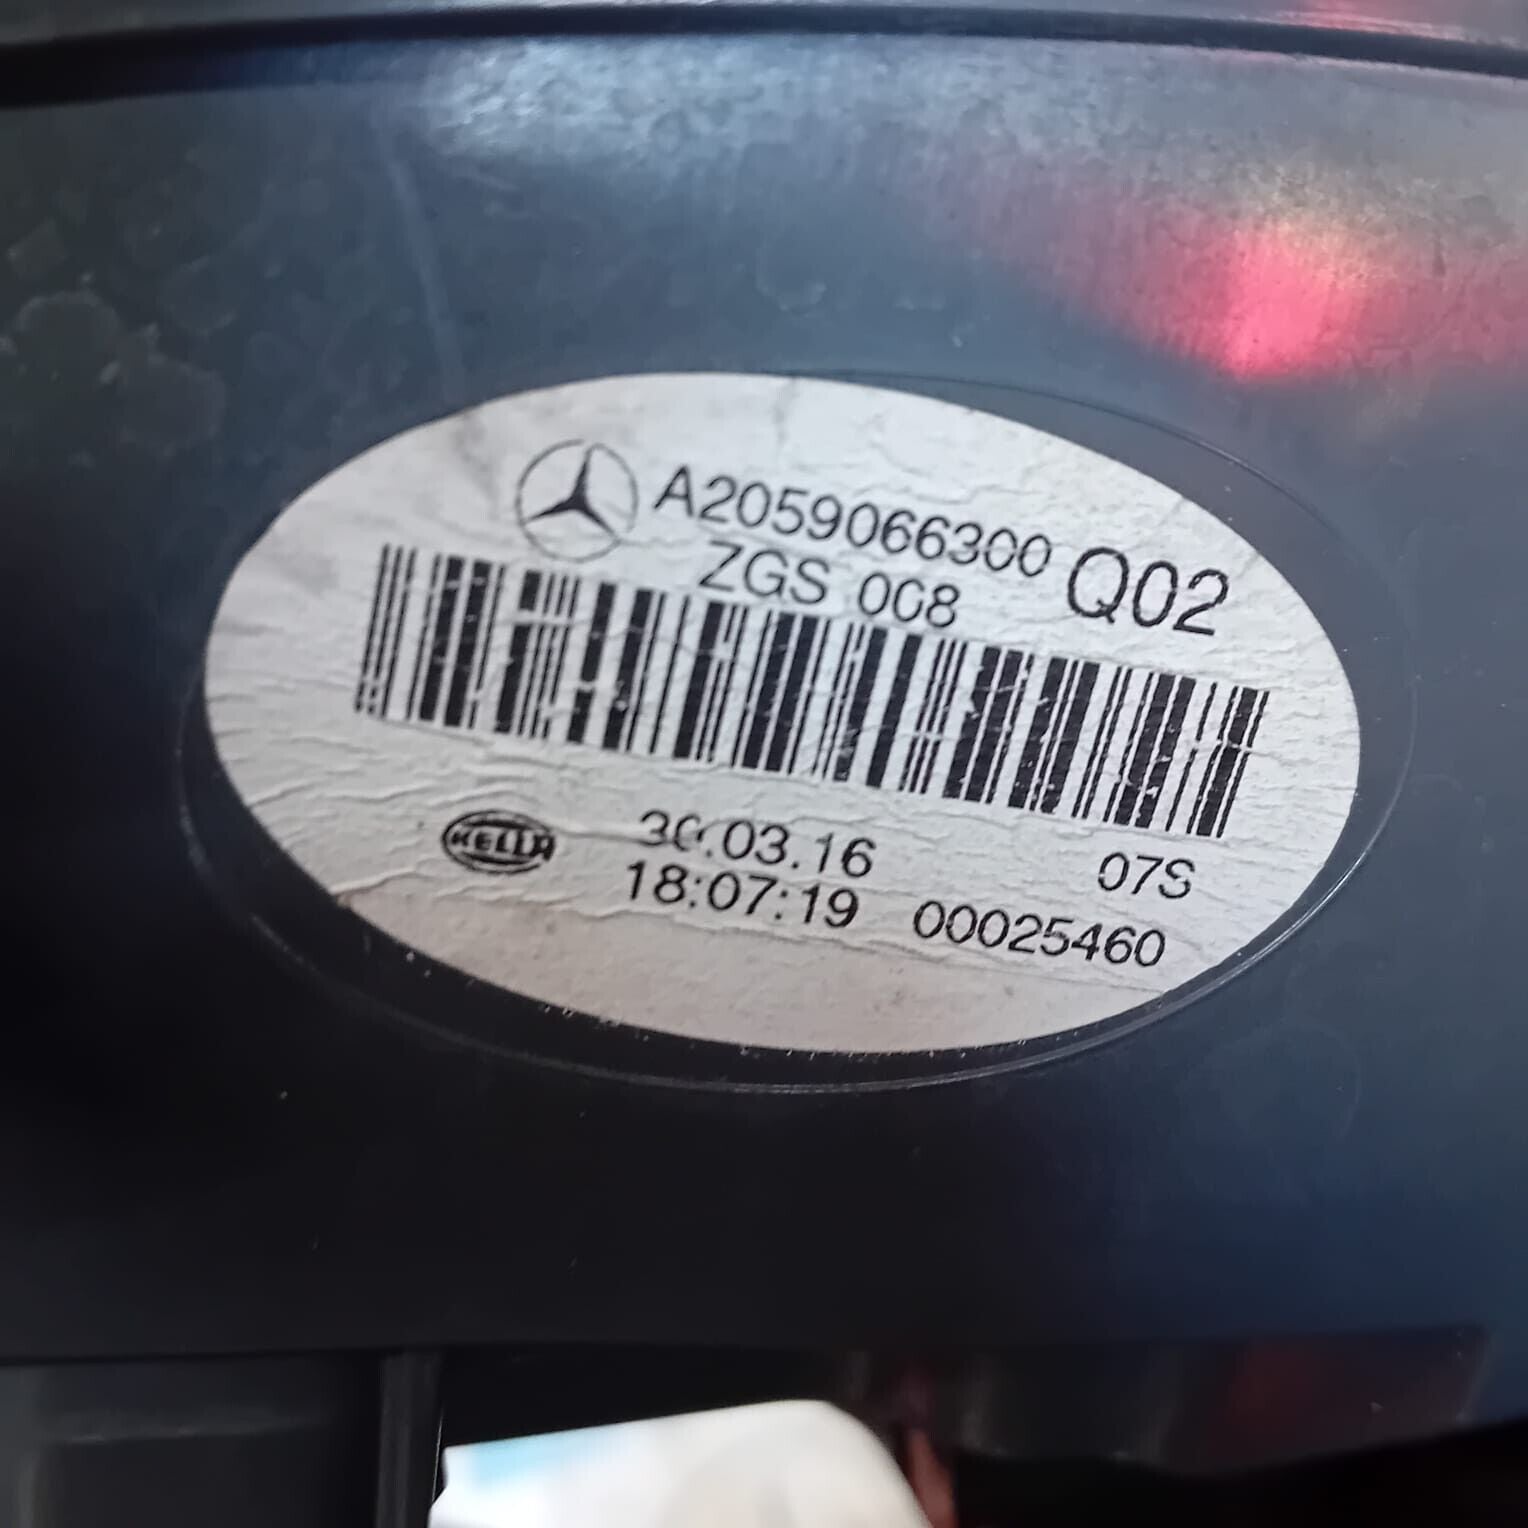 A2059066300 Q02
ZGS 008
HELLA 30.03.16 07S
18:07:19 00025460